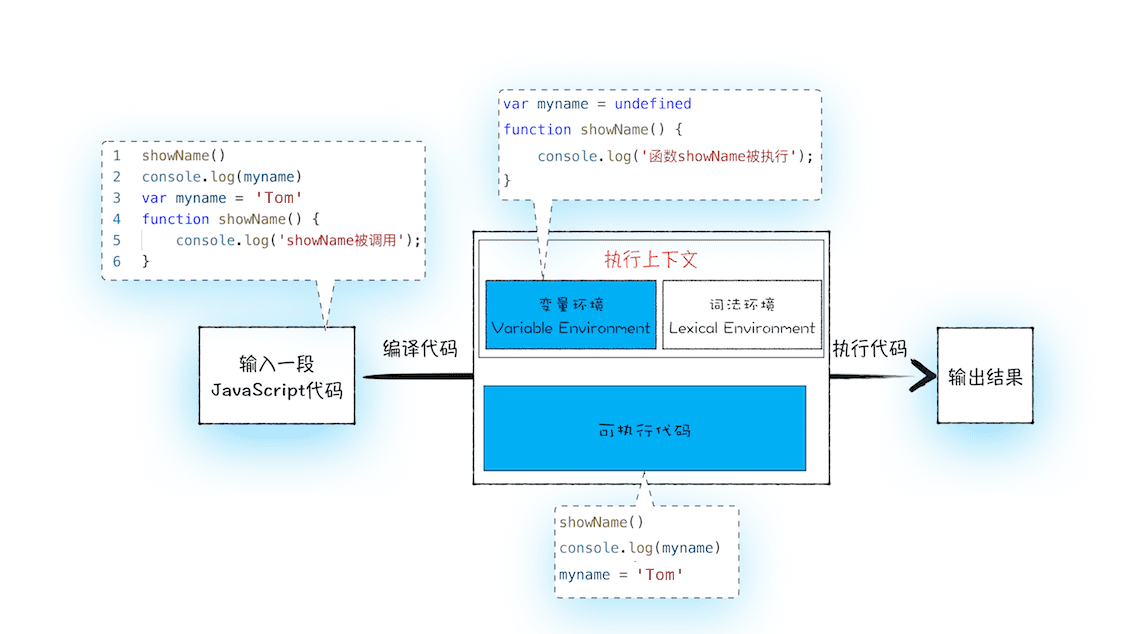 var myname = undefined
function showName() {
    console.log('函数showName被执行');
}
1 showName()
2 console.log(myname)
3 var myname = 'Tom'
4 function showName() {
5     console.log('showName被调用');
6 }
执行上下文
变量环境
Variable Environment
词法环境
Lexical Environment
输入一段
JavaScript代码
编译代码
执行代码
输出结果
可执行代码
showName()
console.log(myname)
myname = 'Tom'